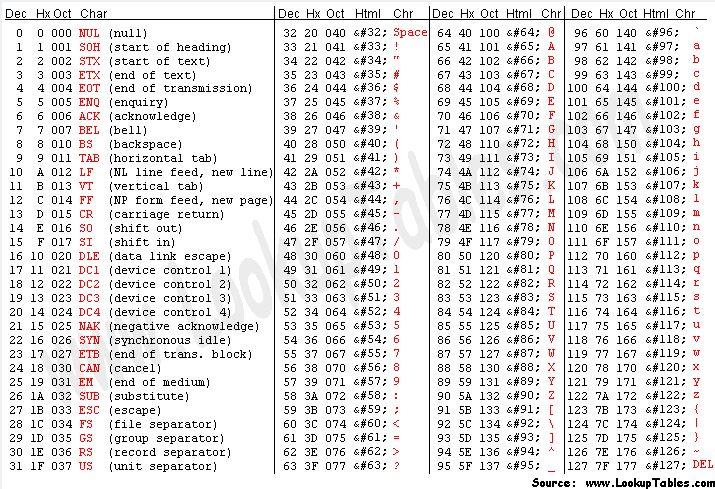 Dec Hx Oct Char Dec Hx Oct Html Chr Dec Hx Oct Html Chr Dec Hx Oct Html Chr
0 0 000 NUL (null) 32 20 040 &#32; Space 64 40 100 &#64; @ 96 60 140 &#96; `
1 1 001 SOH (start of heading) 33 21 041 &#33; ! 65 41 101 &#65; A 97 61 141 &#97; a
2 2 002 STX (start of text) 34 22 042 &#34; " 66 42 102 &#66; B 98 62 142 &#98; b
3 3 003 ETX (end of text) 35 23 043 &#35; # 67 43 103 &#67; C 99 63 143 &#99; c
4 4 004 EOT (end of transmission) 36 24 044 &#36; $ 68 44 104 &#68; D 100 64 144 &#100; d
5 5 005 ENQ (enquiry) 37 25 045 &#37; % 69 45 105 &#69; E 101 65 145 &#101; e
6 6 006 ACK (acknowledge) 38 26 046 &#38; & 70 46 106 &#70; F 102 66 146 &#102; f
7 7 007 BEL (bell) 39 27 047 &#39; ' 71 47 107 &#71; G 103 67 147 &#103; g
8 8 010 BS (backspace) 40 28 050 &#40; ( 72 48 110 &#72; H 104 68 150 &#104; h
9 9 011 TAB (horizontal tab) 41 29 051 &#41; ) 73 49 111 &#73; I 105 69 151 &#105; i
10 A 012 LF (NL line feed, new line) 42 2A 052 &#42; * 74 4A 112 &#74; J 106 6A 152 &#106; j
11 B 013 VT (vertical tab) 43 2B 053 &#43; + 75 4B 113 &#75; K 107 6B 153 &#107; k
12 C 014 FF (NP form feed, new page) 44 2C 054 &#44; , 76 4C 114 &#76; L 108 6C 154 &#108; l
13 D 015 CR (carriage return) 45 2D 055 &#45; - 77 4D 115 &#77; M 109 6D 155 &#109; m
14 E 016 SO (shift out) 46 2E 056 &#46; . 78 4E 116 &#78; N 110 6E 156 &#110; n
15 F 017 SI (shift in) 47 2F 057 &#47; / 79 4F 117 &#79; O 111 6F 157 &#111; o
16 10 020 DLE (data link escape) 48 30 060 &#48; 0 80 50 120 &#80; P 112 70 160 &#112; p
17 11 021 DC1 (device control 1) 49 31 061 &#49; 1 81 51 121 &#81; Q 113 71 161 &#113; q
18 12 022 DC2 (device control 2) 50 32 062 &#50; 2 82 52 122 &#82; R 114 72 162 &#114; r
19 13 023 DC3 (device control 3) 51 33 063 &#51; 3 83 53 123 &#83; S 115 73 163 &#115; s
20 14 024 DC4 (device control 4) 52 34 064 &#52; 4 84 54 124 &#84; T 116 74 164 &#116; t
21 15 025 NAK (negative acknowledge) 53 35 065 &#53; 5 85 55 125 &#85; U 117 75 165 &#117; u
22 16 026 SYN (synchronous idle) 54 36 066 &#54; 6 86 56 126 &#86; V 118 76 166 &#118; v
23 17 027 ETB (end of trans. block) 55 37 067 &#55; 7 87 57 127 &#87; W 119 77 167 &#119; w
24 18 030 CAN (cancel) 56 38 070 &#56; 8 88 58 130 &#88; X 120 78 170 &#120; x
25 19 031 EM (end of medium) 57 39 071 &#57; 9 89 59 131 &#89; Y 121 79 171 &#121; y
26 1A 032 SUB (substitute) 58 3A 072 &#58; : 90 5A 132 &#90; Z 122 7A 172 &#122; z
27 1B 033 ESC (escape) 59 3B 073 &#59; ; 91 5B 133 &#91; [ 123 7B 173 &#123; {
28 1C 034 FS (file separator) 60 3C 074 &#60; < 92 5C 134 &#92; \ 124 7C 174 &#124; |
29 1D 035 GS (group separator) 61 3D 075 &#61; = 93 5D 135 &#93; ] 125 7D 175 &#125; }
30 1E 036 RS (record separator) 62 3E 076 &#62; > 94 5E 136 &#94; ^ 126 7E 176 &#126; ~
31 1F 037 US (unit separator) 63 3F 077 &#63; ? 95 5F 137 &#95; _ 127 7F 177 &#127; DEL
Source: www.LookupTables.com